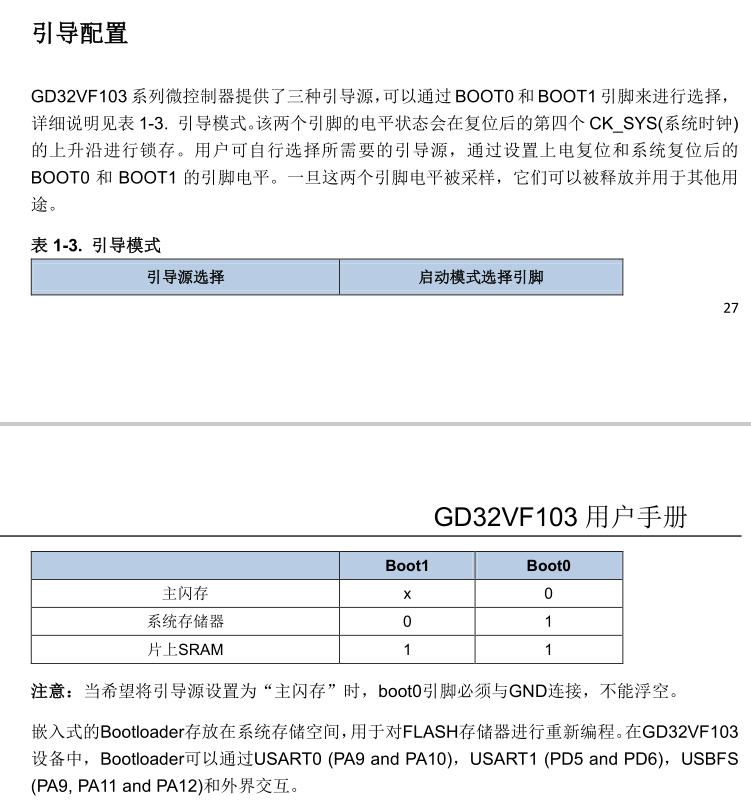 引导配置
GD32VF103 系列微控制器提供了三种引导源，可以通过 BOOT0 和 BOOT1 引脚来进行选择，
详细说明见表 1-3. 引导模式。该两个引脚的电平状态会在复位后的第四个 CK_SYS(系统时钟)
的上升沿进行锁存。用户可自行选择所需要的引导源，通过设置上电复位和系统复位后的
BOOT0 和 BOOT1 的引脚电平。一旦这两个引脚电平被采样，它们可以被释放并用于其他用
途。
表 1-3. 引导模式
引导源选择 启动模式选择引脚
27
GD32VF103 用户手册
Boot1 Boot0
主闪存 x 0
系统存储器 0 1
片上SRAM 1 1
注意：当希望将引导源设置为“主闪存”时，boot0引脚必须与GND连接，不能浮空。
嵌入式的Bootloader存放在系统存储空间，用于对FLASH存储器进行重新编程。在GD32VF103
设备中，Bootloader可以通过USART0 (PA9 and PA10)，USART1 (PD5 and PD6)，USBFS
(PA9, PA11 and PA12)和外界交互。